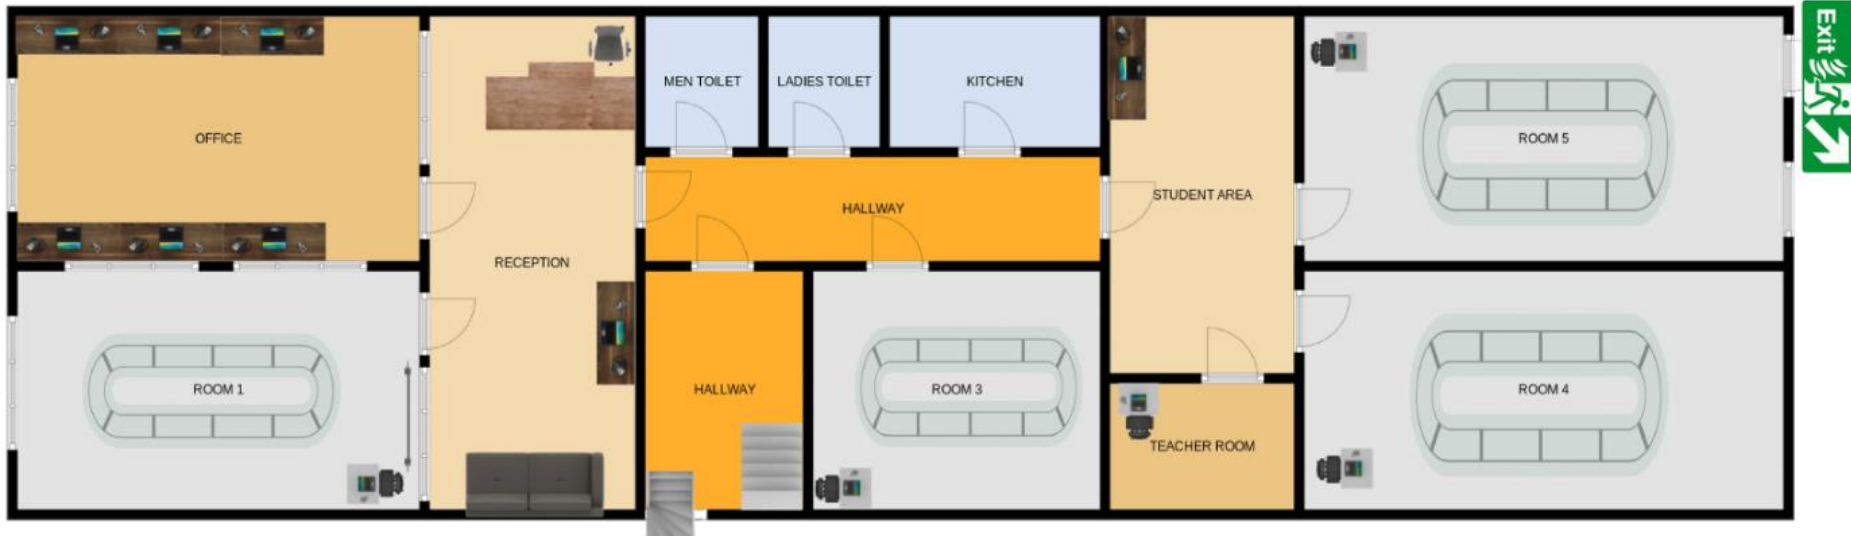 OFFICE
RECEPTION
MEN TOILET
LADIES TOILET
KITCHEN
HALLWAY
STUDENT AREA
ROOM 5
Exit
ROOM 1
HALLWAY
ROOM 3
TEACHER ROOM
ROOM 4